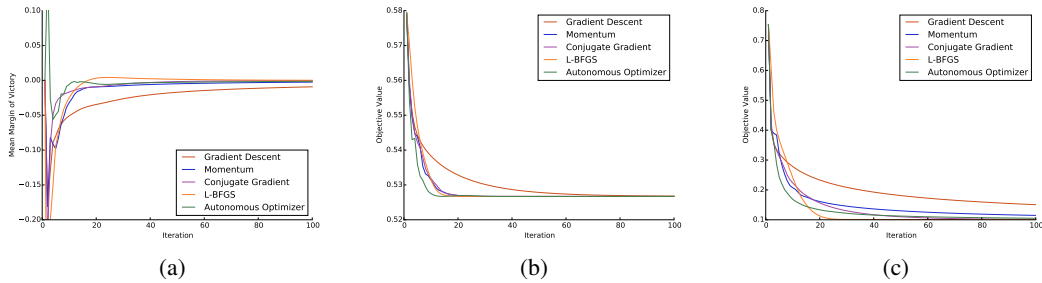 0.10
0.05
0.00
−0.05
−0.10
−0.15
−0.20
0 20 40 60 80 100
Mean Margin of Victory
Iteration
Gradient Descent
Momentum
Conjugate Gradient
L-BFGS
Autonomous Optimizer
(a)
0.58
0.57
0.56
0.55
0.54
0.53
0.52
0 20 40 60 80 100
Objective Value
Iteration
Gradient Descent
Momentum
Conjugate Gradient
L-BFGS
Autonomous Optimizer
(b)
0.8
0.7
0.6
0.5
0.4
0.3
0.2
0.1
0 20 40 60 80 100
Objective Value
Iteration
Gradient Descent
Momentum
Conjugate Gradient
L-BFGS
Autonomous Optimizer
(c)